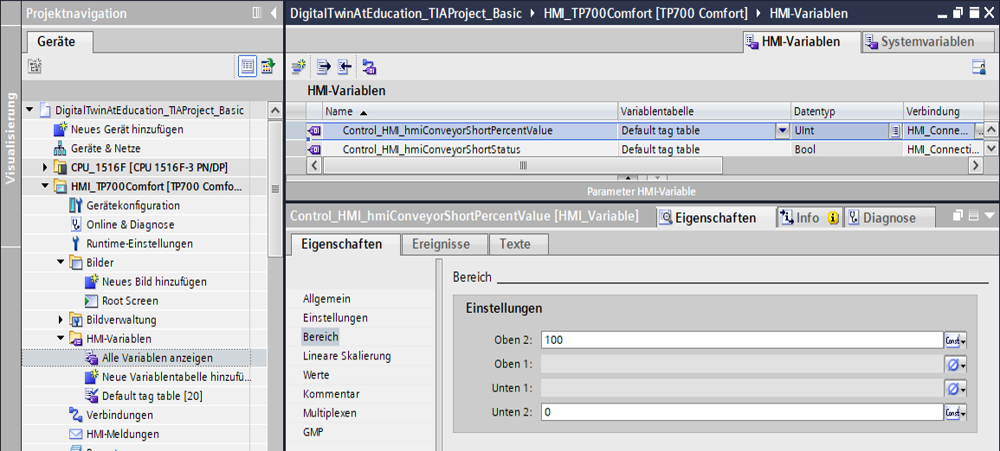 Projektnavigation
Geräte
Visualisierung
DigitalTwinAtEducation_TIAProject_Basic
Neues Gerät hinzufügen
Geräte & Netze
CPU_1516F [CPU 1516F-3 PN/DP]
HMI_TP700Comfort [TP700 Comfo...
Gerätekonfiguration
Online & Diagnose
Runtime-Einstellungen
Bilder
Neues Bild hinzufügen
Root Screen
Bildverwaltung
HMI-Variablen
Alle Variablen anzeigen
Neue Variablentabelle hinzufü...
Default tag table [20]
Verbindungen
HMI-Meldungen
DigitalTwinAtEducation_TIAProject_Basic HMI_TP700Comfort [TP700 Comfort] HMI-Variablen
HMI-Variablen Systemvariablen
HMI-Variablen
Name Variablentabelle Datentyp Verbindung
Control_HMI_hmiConveyorShortPercentValue Default tag table UInt HMI_Conne... ...
Control_HMI_hmiConveyorShortStatus Default tag table Bool HMI_Connecti...
Parameter HMI-Variable
Control_HMI_hmiConveyorShortPercentValue [HMI_Variable] Eigenschaften Info Diagnose
Eigenschaften Ereignisse Texte
Allgemein
Einstellungen
Bereich
Lineare Skalierung
Werte
Kommentar
Multiplexen
GMP
Bereich
Einstellungen
Oben 2: 100 Const
Oben 1:
Unten 1:
Unten 2: 0 Const